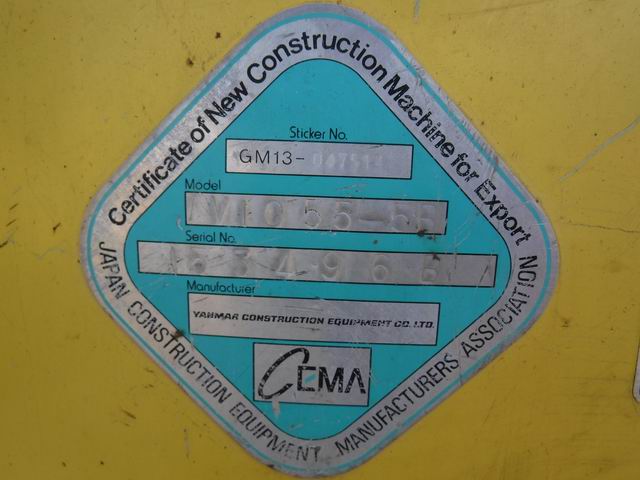 Certificate of New Construction Machine for Export
Sticker No.
GM13-
Model
Serial No.
Manufacturer
YANMAR CONSTRUCTION EQUIPMENT CO. LTD.
CEMA
JAPAN CONSTRUCTION EQUIPMENT MANUFACTURERS ASSOCIATION